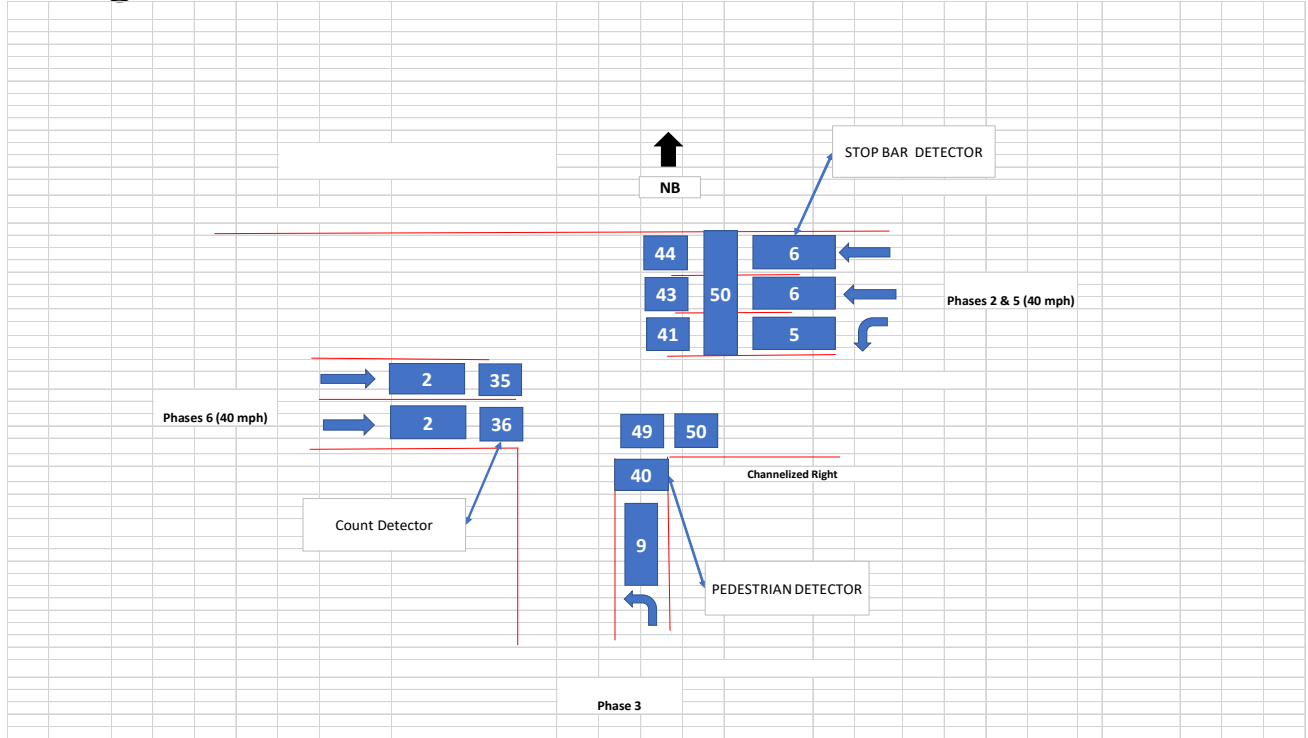 STOP BAR DETECTOR
NB
44
6
43
50
6
Phases 2 & 5 (40 mph)
41
5
2
35
Phases 6 (40 mph)
2
36
49
50
40
Channelized Right
Count Detector
9
PEDESTRIAN DETECTOR
Phase 3